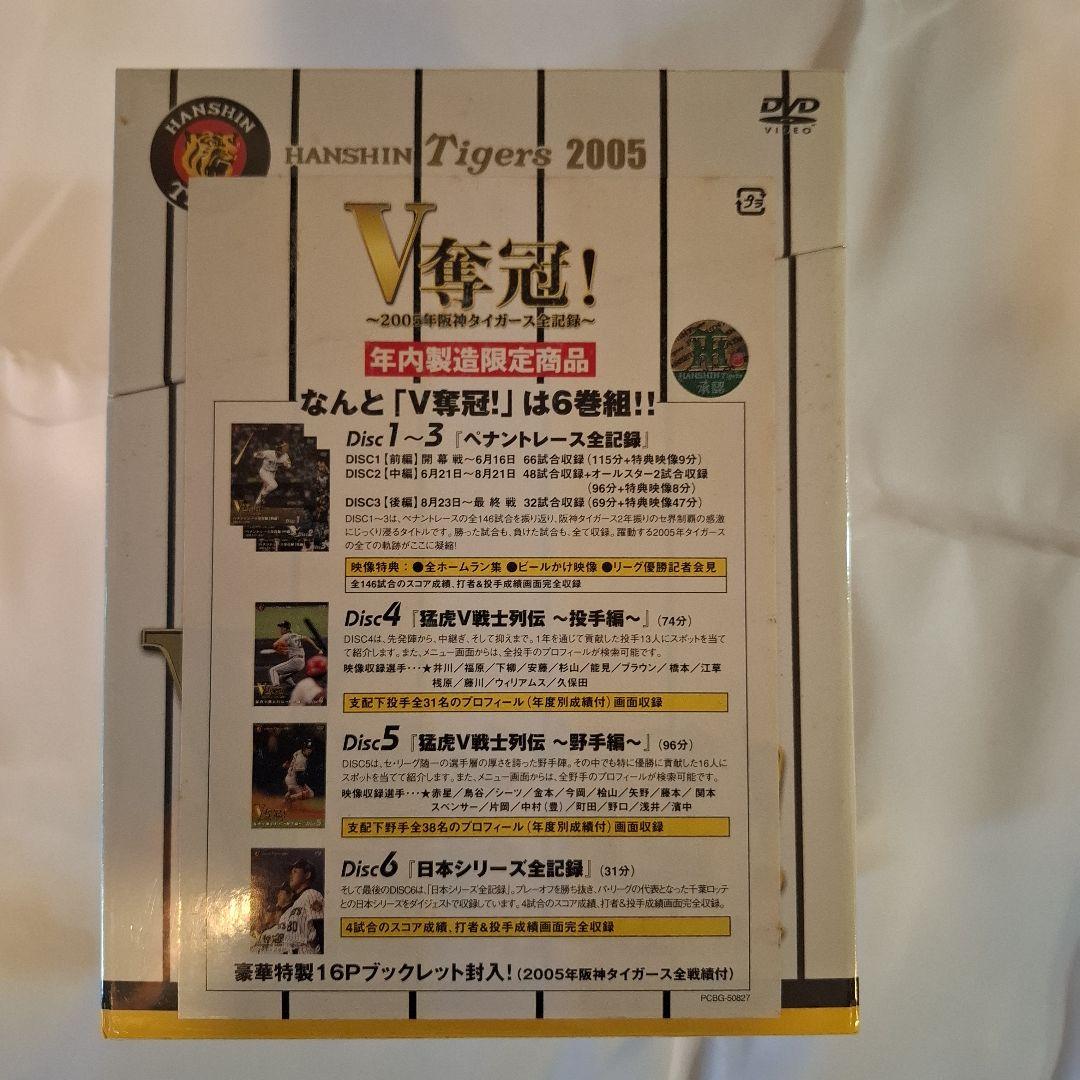 HANSHIN
HANSHIN Tigers 2005
DVD
VIDEO
プラ
V奪冠!
～2005年阪神タイガース全記録～
年内製造限定商品
HANSHIN Tigers
承認
なんと「V奪冠!」は6巻組!!
Disc1～3『ペナントレース全記録』
DISC1【前編】開幕戦～6月16日 66試合収録(115分+特典映像9分)
DISC2【中編】6月21日～8月21日 48試合収録+オールスター2試合収録
(96分+特典映像8分)
DISC3【後編】8月23日～最終戦 32試合収録(69分+特典映像47分)
DISC1～3は、ペナントレースの全146試合を振り返り、阪神タイガース2年振りのセ界制覇の感激
にじっくり浸るタイトルです。勝った試合も、負けた試合も、全て収録。躍動する2005年タイガース
の全ての軌跡がここに凝縮!
映像特典：●全ホームラン集 ●ビールかけ映像 ●リーグ優勝記者会見
全146試合のスコア成績、打者&投手成績画面完全収録
Disc4『猛虎V戦士列伝 ～投手編～』(74分)
DISC4は、先発陣から、中継ぎ、そして抑えまで。1年を通じて貢献した投手13人にスポットを当て
て紹介します。また、メニュー画面からは、全投手のプロフィールが検索可能です。
映像収録選手･･･★井川／福原／下柳／安藤／杉山／能見／ブラウン／橋本／江草
桟原／藤川／ウィリアムス／久保田
支配下投手全31名のプロフィール(年度別成績付)画面収録
Disc5『猛虎V戦士列伝 ～野手編～』(96分)
DISC5は、セ・リーグ随一の選手層の厚さを誇った野手陣。その中でも特に優勝に貢献した16人に
スポットを当てて紹介します。また、メニュー画面からは、全野手のプロフィールが検索可能です。
映像収録選手･･･★赤星／鳥谷／シーツ／金本／今岡／桧山／矢野／藤本／関本
スペンサー／片岡／中村(豊)／町田／野口／浅井／濱中
支配下野手全38名のプロフィール(年度別成績付)画面収録
Disc6『日本シリーズ全記録』(31分)
そして最後のDISC6は、「日本シリーズ全記録」。プレーオフを勝ち抜き、パ・リーグの代表となった千葉ロッテ
との日本シリーズをダイジェストで収録しています。4試合のスコア成績、打者&投手成績画面完全収録。
4試合のスコア成績、打者&投手成績画面完全収録
豪華特製16Pブックレット封入!(2005年阪神タイガース全戦績付)
PCBG-50827